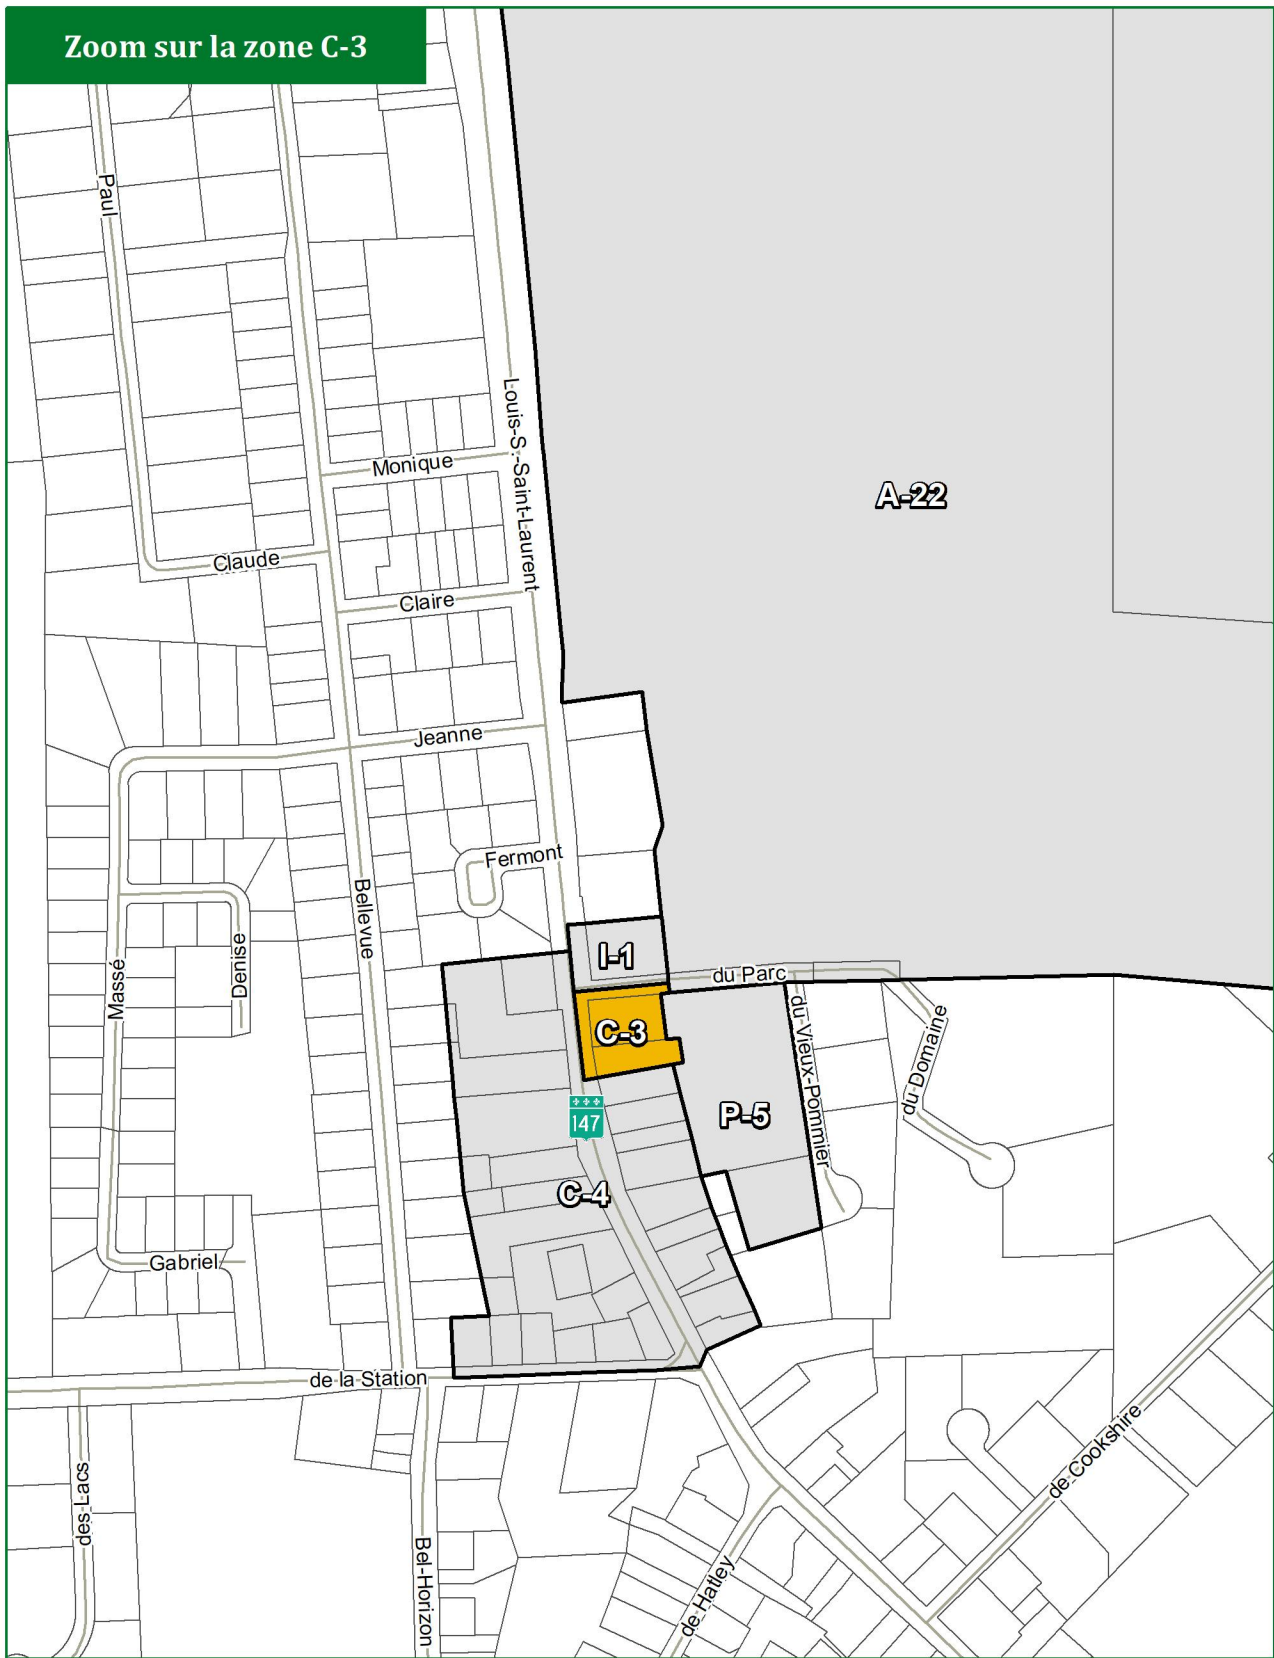 Zoom sur la zone C-3
Paul
Louis-S.-Saint-Laurent
Monique
A-22
Claude
Claire
Jeanne
Fermont
Bellevue
Denise
Massé
I-1
du Parc
C-3
du Vieux-Pommier
du Domaine
147
P-5
C-4
Gabriel
de la Station
de Cookshire
des Lacs
Bel-Horizon
de Hatley